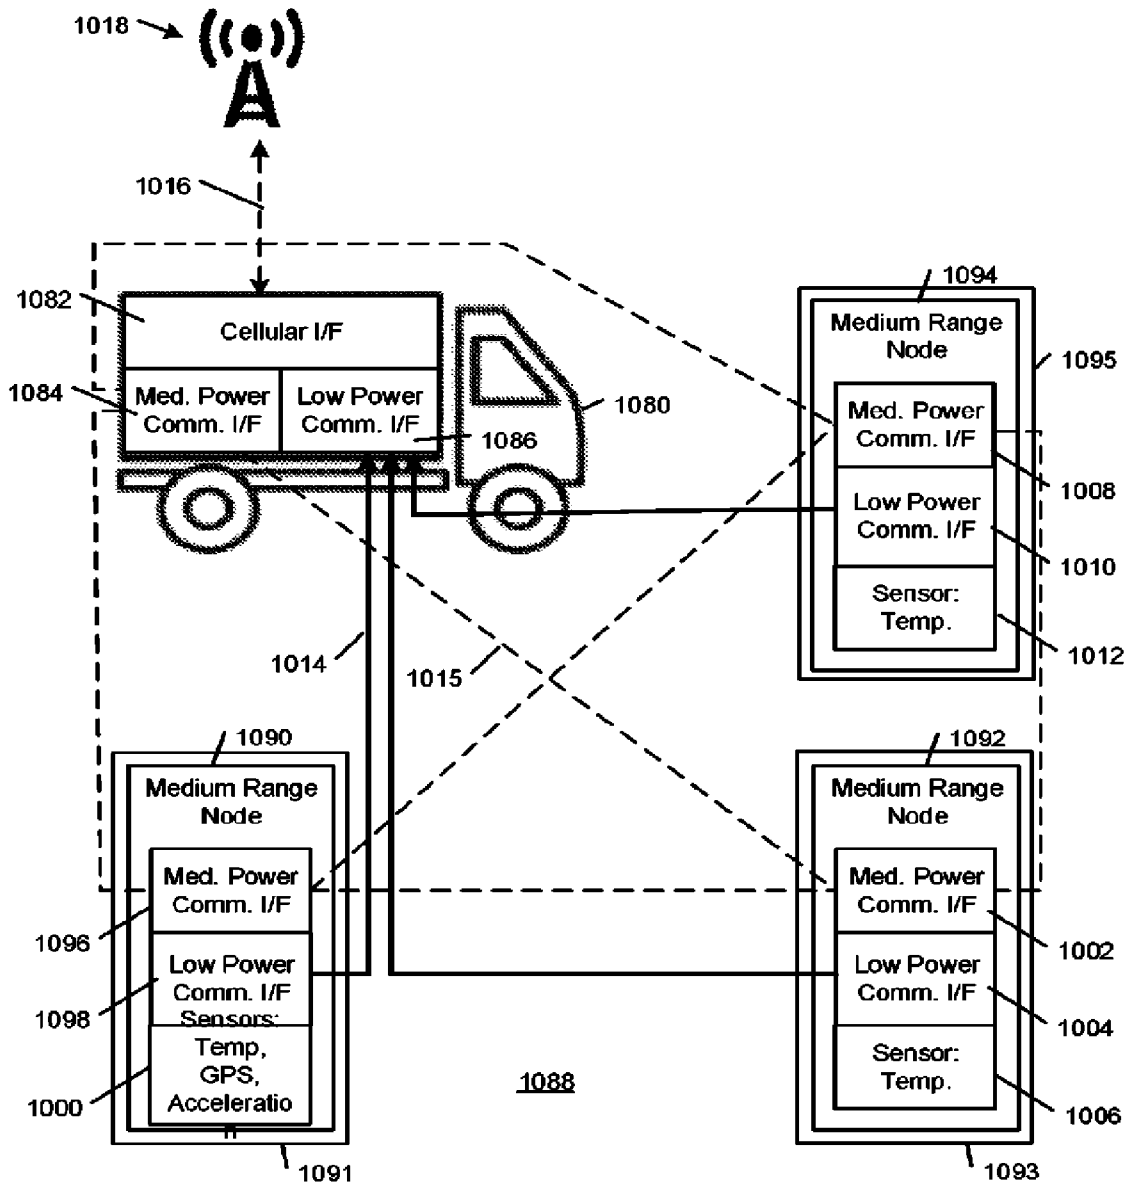 1018
1016
1082
Cellular I/F
1084
Med. Power
Comm. I/F
Low Power
Comm. I/F
1086
1080
1094
Medium Range
Node
1095
Med. Power
Comm. I/F
1008
Low Power
Comm. I/F
1010
Sensor:
Temp.
1012
1014
1015
1090
Medium Range
Node
Med. Power
Comm. I/F
1096
Low Power
Comm. I/F
1098
Sensors:
Temp,
GPS,
Acceleratio
n
1000
1091
1088
1092
Medium Range
Node
Med. Power
Comm. I/F
1002
Low Power
Comm. I/F
1004
Sensor:
Temp.
1006
1093